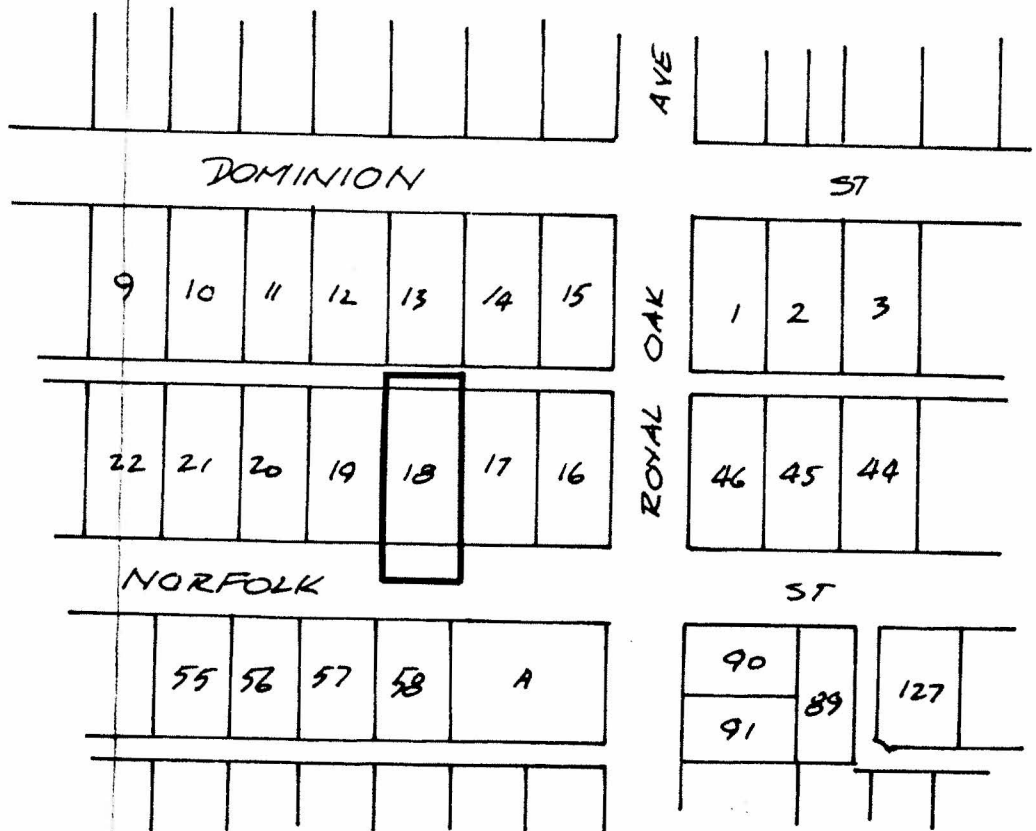 AVE
DOMINION ST
9 10 11 12 13 14 15 1 2 3
ROYAL OAK
22 21 20 19 18 17 16 46 45 44
NORFOLK ST
55 56 57 58 A 90 89 127
91